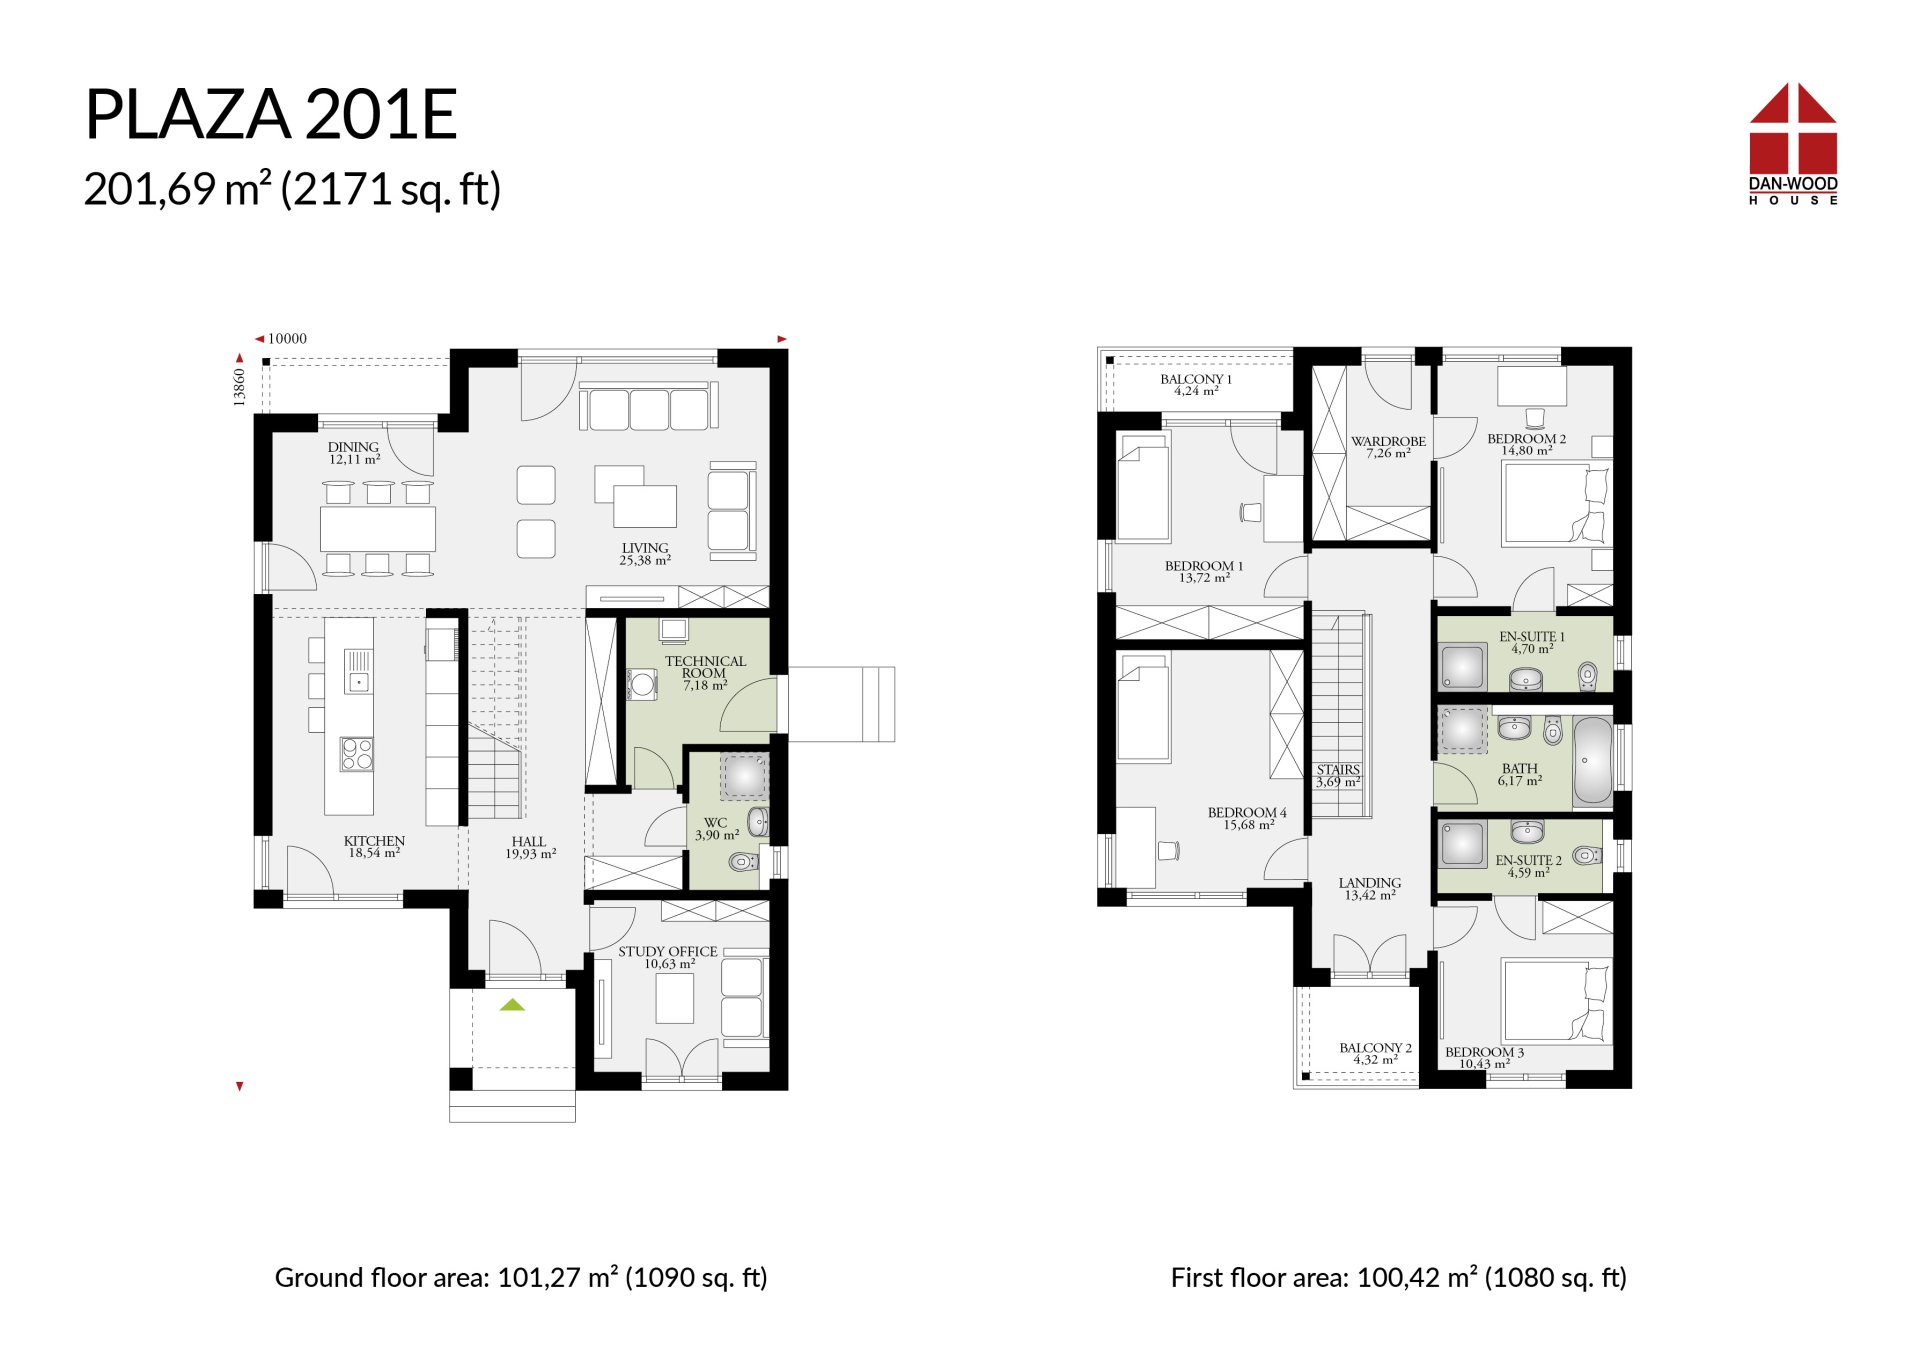 PLAZA 201E
201,69 m² (2171 sq. ft)
DAN-WOOD
HOUSE
10000
13860
DINING
12,11 m²
LIVING
25,38 m²
TECHNICAL
ROOM
7,18 m²
WC
3,90 m²
KITCHEN
18,54 m²
HALL
19,93 m²
STUDY OFFICE
10,63 m²
BALCONY 1
4,24 m²
WARDROBE
7,26 m²
BEDROOM 2
14,80 m²
BEDROOM 1
13,72 m²
EN-SUITE 1
4,70 m²
STAIRS
3,69 m²
BATH
6,17 m²
BEDROOM 4
15,68 m²
EN-SUITE 2
4,59 m²
LANDING
13,42 m²
BALCONY 2
4,32 m²
BEDROOM 3
10,43 m²
Ground floor area: 101,27 m² (1090 sq. ft)
First floor area: 100,42 m² (1080 sq. ft)